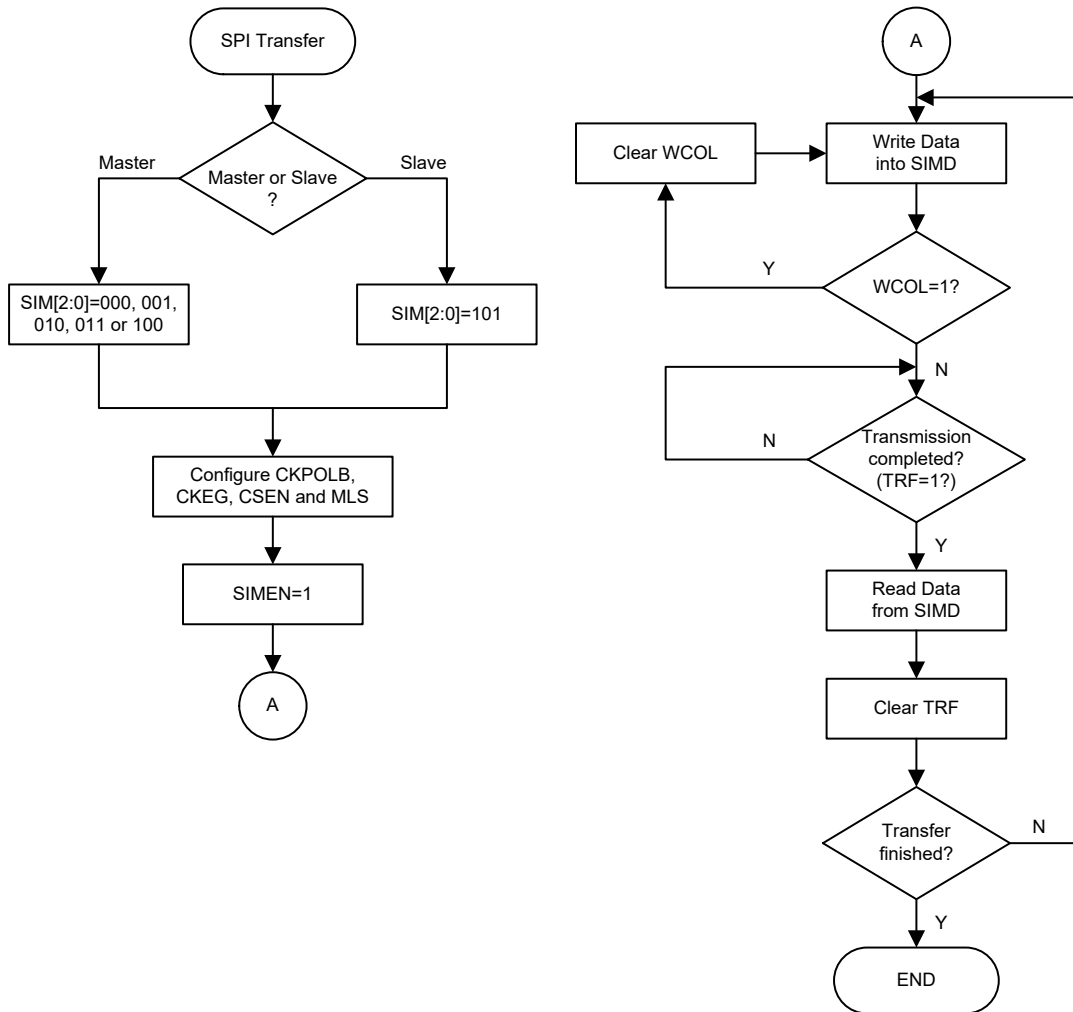 SPI Transfer
Master
Master or Slave
?
Slave
SIM[2:0]=000, 001,
010, 011 or 100
SIM[2:0]=101
Configure CKPOLB,
CKEG, CSEN and MLS
SIMEN=1
A
A
Clear WCOL
Write Data
into SIMD
Y
WCOL=1?
N
N
Transmission
completed?
(TRF=1?)
Y
Read Data
from SIMD
Clear TRF
Transfer
finished?
N
Y
END